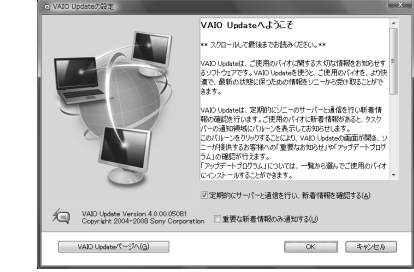 VAIO Updateの設定
VAIO Updateへようこそ
** スクロールして最後までお読みください。**
VAIO Updateは、ご使用のバイオに関する大切な情報をお知らせす
るソフトウェアです。VAIO Updateを使うと、ご使用のバイオを、より快
適で、最新の状態に保つための情報をソニーから受け取ることがで
きます。
VAIO Updateは、定期的にソニーのサーバーと通信を行い新着情
報の確認を行います。ご使用のバイオに新着情報があると、タスク
バーの通知領域にバルーンを表示してお知らせします。
このバルーンをクリックすることにより、VAIO Updateの画面が開き、ソ
ニーが提供するお客様への「重要なお知らせ」や「アップデートプログ
ラム」の確認が行えます。
「アップデートプログラム」については、一覧から選んでご使用のバイオ
にインストールすることができます。
定期的にサーバーと通信を行い、新着情報を確認する(A)
VAIO Update Version 4.0.00.05081
Copyright 2004-2008 Sony Corporation
重要な新着情報のみ通知する(U)
VAIO Updateページへ(G)
OK
キャンセル